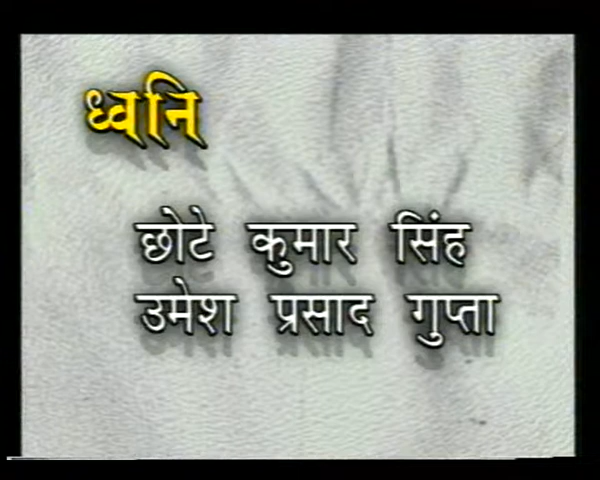 ध्वनि
छोटे कुमार सिंह
उमेश प्रसाद गुप्ता